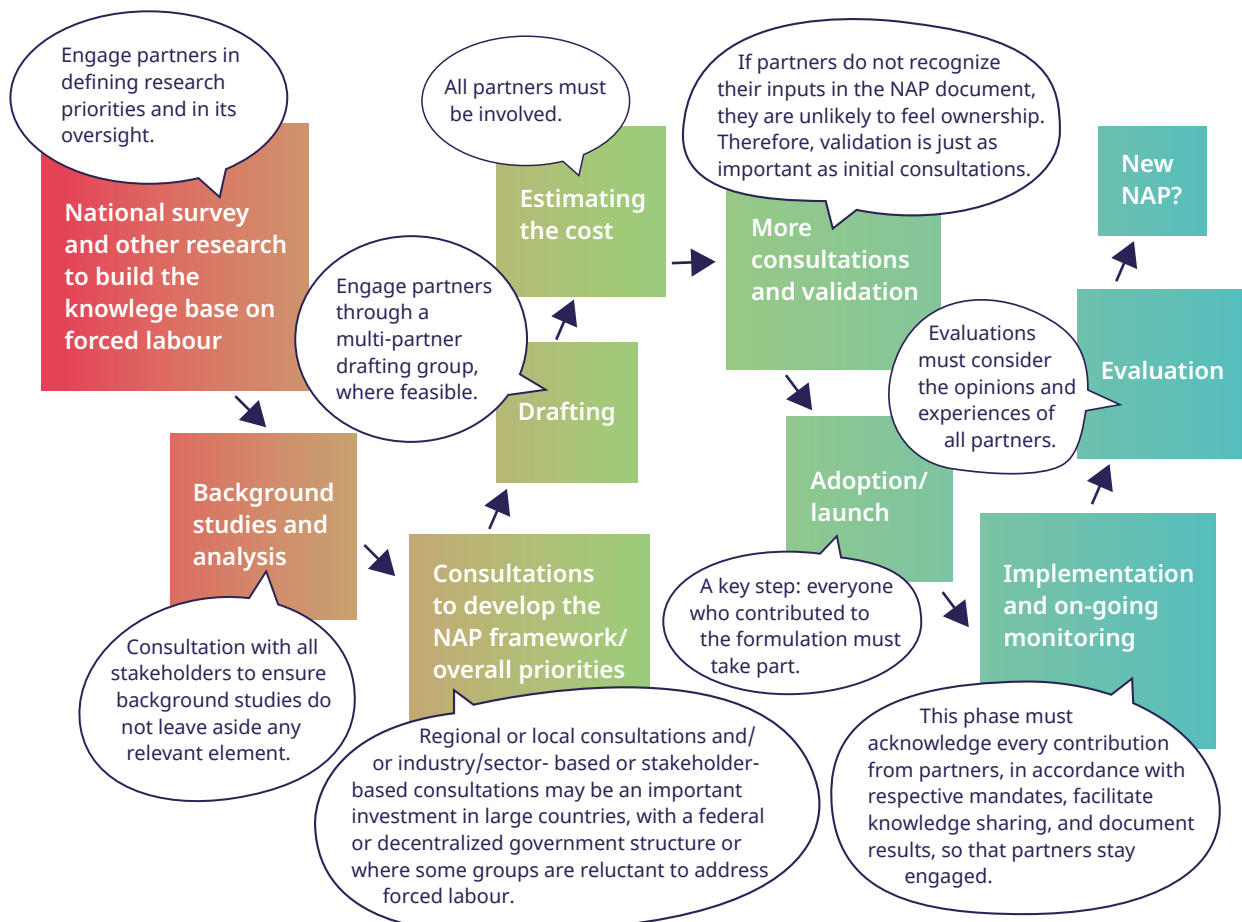 Engage partners in
defining research
priorities and in its
oversight.
National survey
and other research
to build the
knowlege base on
forced labour
Background
studies and
analysis
Consultation with all
stakeholders to ensure
background studies do
not leave aside any
relevant element.
Consultations
to develop the
NAP framework/
overall priorities
Regional or local consultations and/
or industry/sector- based or stakeholder-
based consultations may be an important
investment in large countries, with a federal
or decentralized government structure or
where some groups are reluctant to address
forced labour.
Engage partners
through a
multi-partner
drafting group,
where feasible.
Drafting
All partners must
be involved.
Estimating
the cost
If partners do not recognize
their inputs in the NAP document,
they are unlikely to feel ownership.
Therefore, validation is just as
important as initial consultations.
More
consultations
and validation
Adoption/
launch
A key step: everyone
who contributed to
the formulation must
take part.
Implementation
and on-going
monitoring
This phase must
acknowledge every contribution
from partners, in accordance with
respective mandates, facilitate
knowledge sharing, and document
results, so that partners stay
engaged.
Evaluations
must consider
the opinions and
experiences of
all partners.
Evaluation
New
NAP?